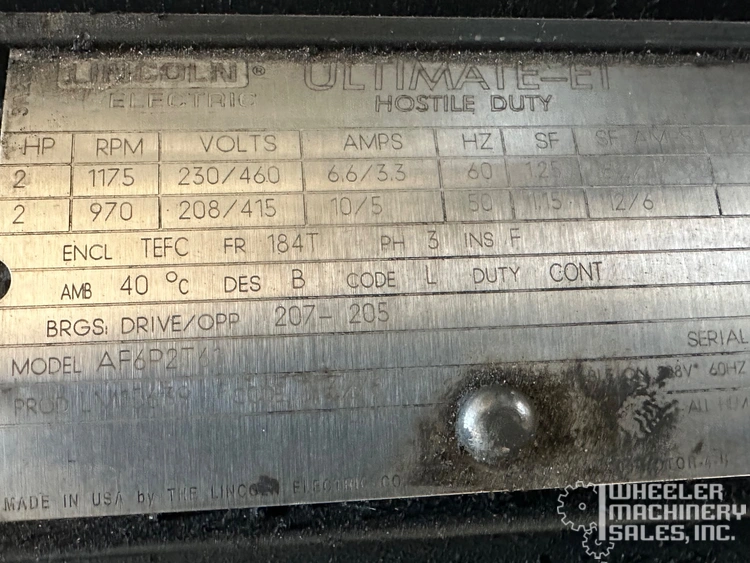 LINCOLN® ULTIMATE-E1
ELECTRIC HOSTILE DUTY
HP RPM VOLTS AMPS HZ SF
2 1175 230/460 6.6/3.3 60 1.25
2 970 208/415 10/5 50 1.15 12/6
ENCL TEFC FR 184T PH 3 INS F
AMB 40 °C DES B CODE L DUTY CONT
BRGS: DRIVE/OPP 207- 205
MODEL SERIAL
PROD 60HZ
MADE IN USA by THE LINCOLN ELECTRIC CO
WHEELER
MACHINERY
SALES, INC.